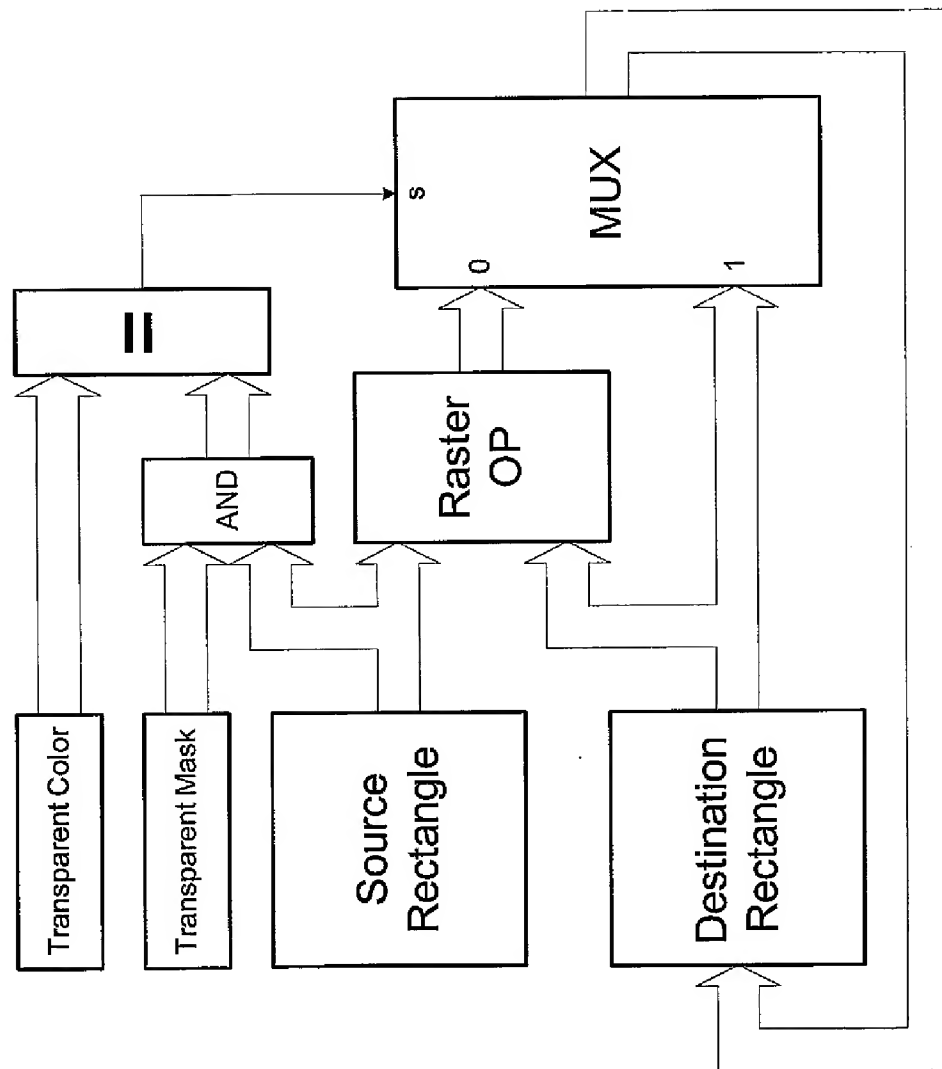 Transparent Color
Transparent Mask
Source
Rectangle
Destination
Rectangle
AND
=
Raster
OP
S
0
1
MUX